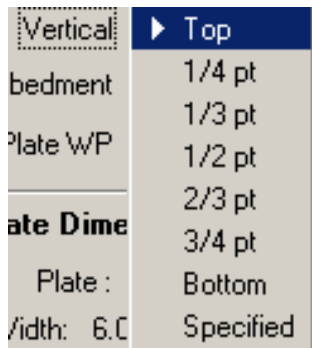 Vertical
bedment
Plate WP
ate Dime
Plate :
Width: 6.0
Top
1/4 pt
1/3 pt
1/2 pt
2/3 pt
3/4 pt
Bottom
Specified